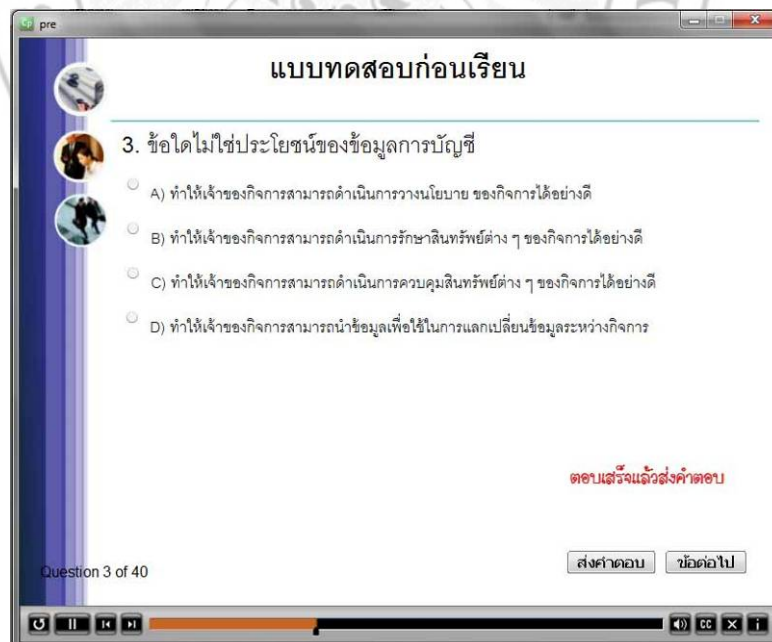 pre
แบบทดสอบก่อนเรียน
3. ข้อใดไม่ใช่ประโยชน์ของข้อมูลการบัญชี
A) ทำให้เจ้าของกิจการสามารถดำเนินการวางนโยบาย ของกิจการได้อย่างดี
B) ทำให้เจ้าของกิจการสามารถดำเนินการรักษาสินทรัพย์ต่าง ๆ ของกิจการได้อย่างดี
C) ทำให้เจ้าของกิจการสามารถดำเนินการควบคุมสินทรัพย์ต่าง ๆ ของกิจการได้อย่างดี
D) ทำให้เจ้าของกิจการสามารถนำข้อมูลเพื่อใช้ในการแลกเปลี่ยนข้อมูลระหว่างกิจการ
ตอบเสร็จแล้วส่งคำตอบ
ส่งคำตอบ ข้อต่อไป
Question 3 of 40
CC